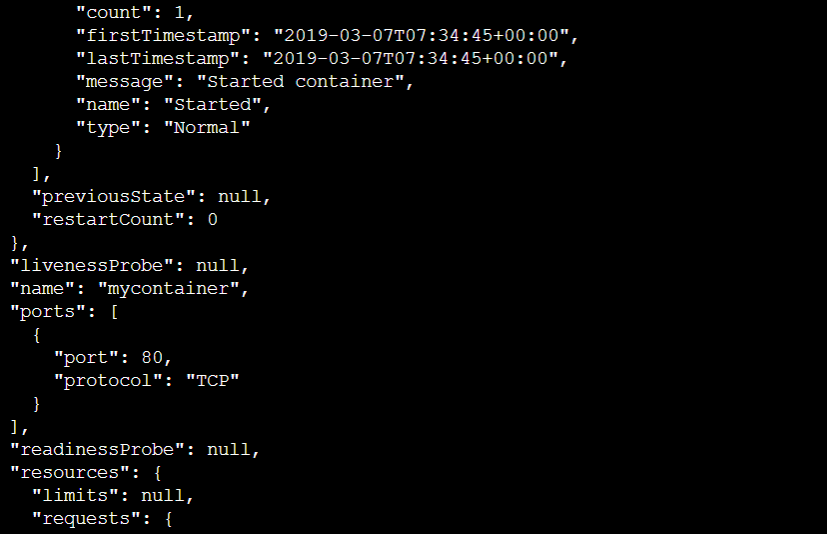 "count": 1,
"firstTimestamp": "2019-03-07T07:34:45+00:00",
"lastTimestamp": "2019-03-07T07:34:45+00:00",
"message": "Started container",
"name": "Started",
"type": "Normal"
}
],
"previousState": null,
"restartCount": 0
},
"livenessProbe": null,
"name": "mycontainer",
"ports": [
{
"port": 80,
"protocol": "TCP"
}
],
"readinessProbe": null,
"resources": {
"limits": null,
"requests": {